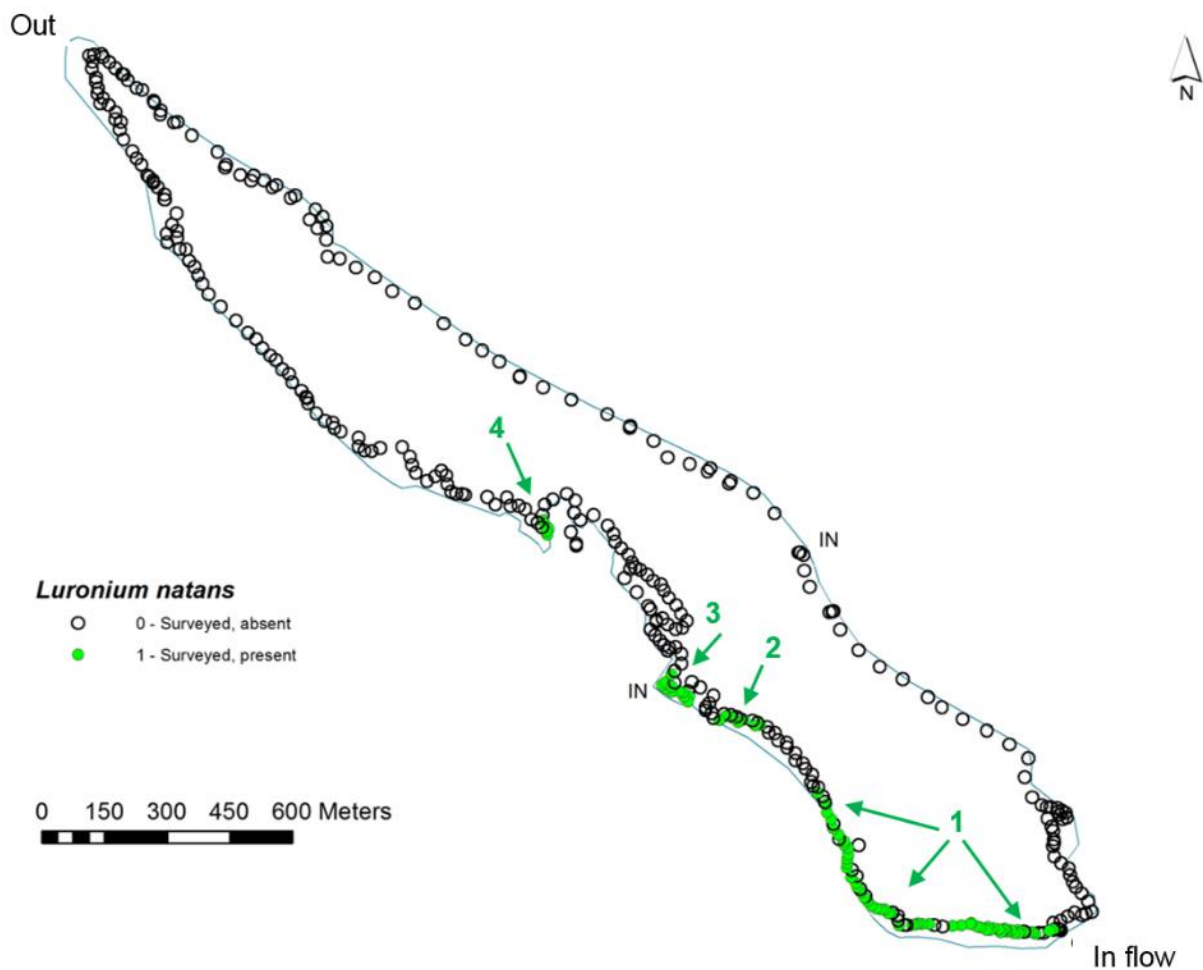 Out
N
4
IN
Luronium natans
0 - Surveyed, absent
1 - Surveyed, present
3
2
IN
0 150 300 450 600 Meters
1
In flow